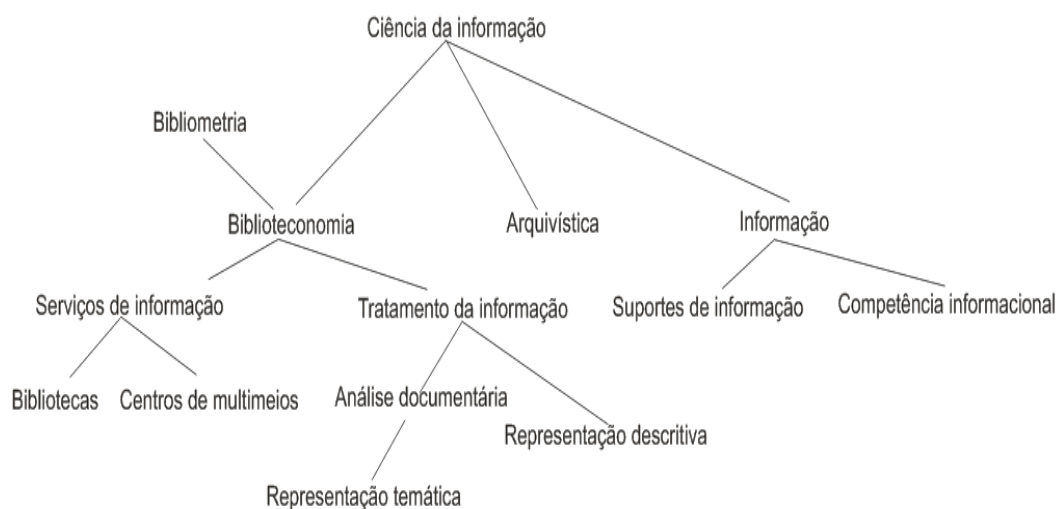 Ciência da informação
Bibliometria
Biblioteconomia
Arquivística
Informação
Serviços de informação
Tratamento da informação
Suportes de informação
Competência informacional
Bibliotecas
Centros de multimeios
Análise documentária
Representação descritiva
Representação temática